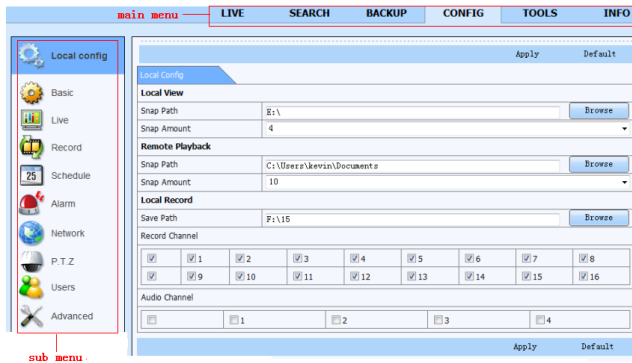 main menu LIVE SEARCH BACKUP CONFIG TOOLS INFO
Local config
Basic
Live
Record
25 Schedule
Alarm
Network
P.T.Z
Users
Advanced
sub menu
Apply Default
Local Config
Local View
Snap Path E:\ Browse
Snap Amount 4
Remote Playback
Snap Path C:\Users\kevin\Documents Browse
Snap Amount 10
Local Record
Save Path F:\15 Browse
Record Channel
1 2 3 4 5 6 7 8
9 10 11 12 13 14 15 16
Audio Channel
1 2 3 4
Apply Default